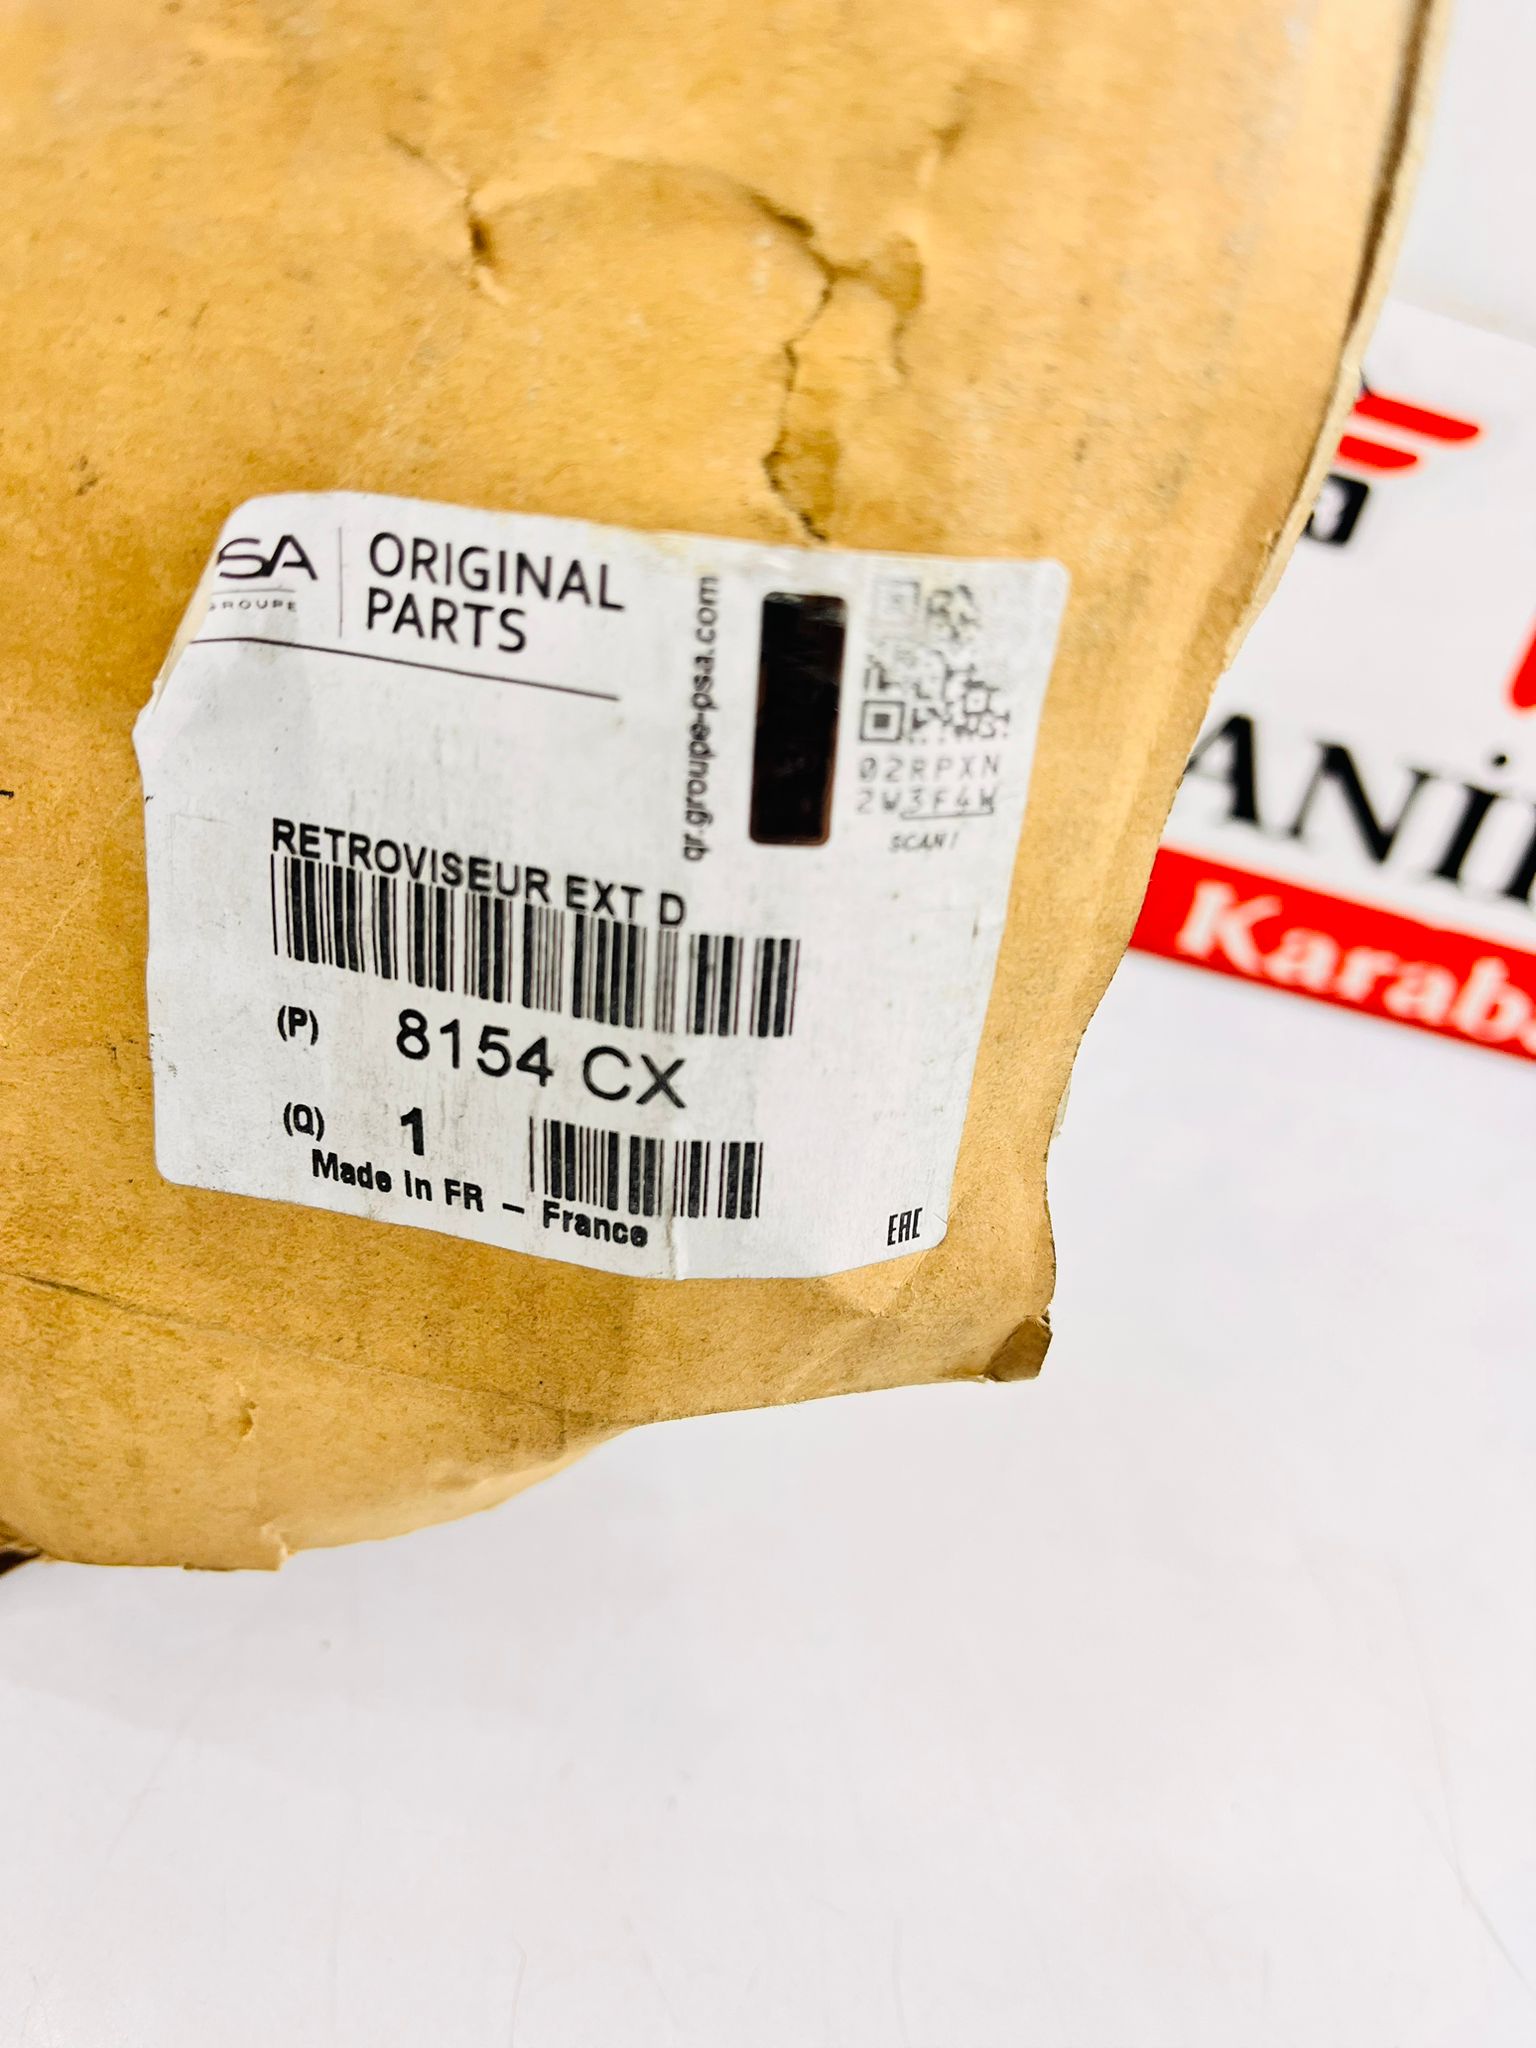 SA
GROUPE
ORIGINAL
PARTS
qr.groupe-psa.com
02RPXN
2W3F4W
SCAN!
RETROVISEUR EXT D
(P) 8154 CX
(Q) 1
Made in FR - France
EAC
ANİ
Karab